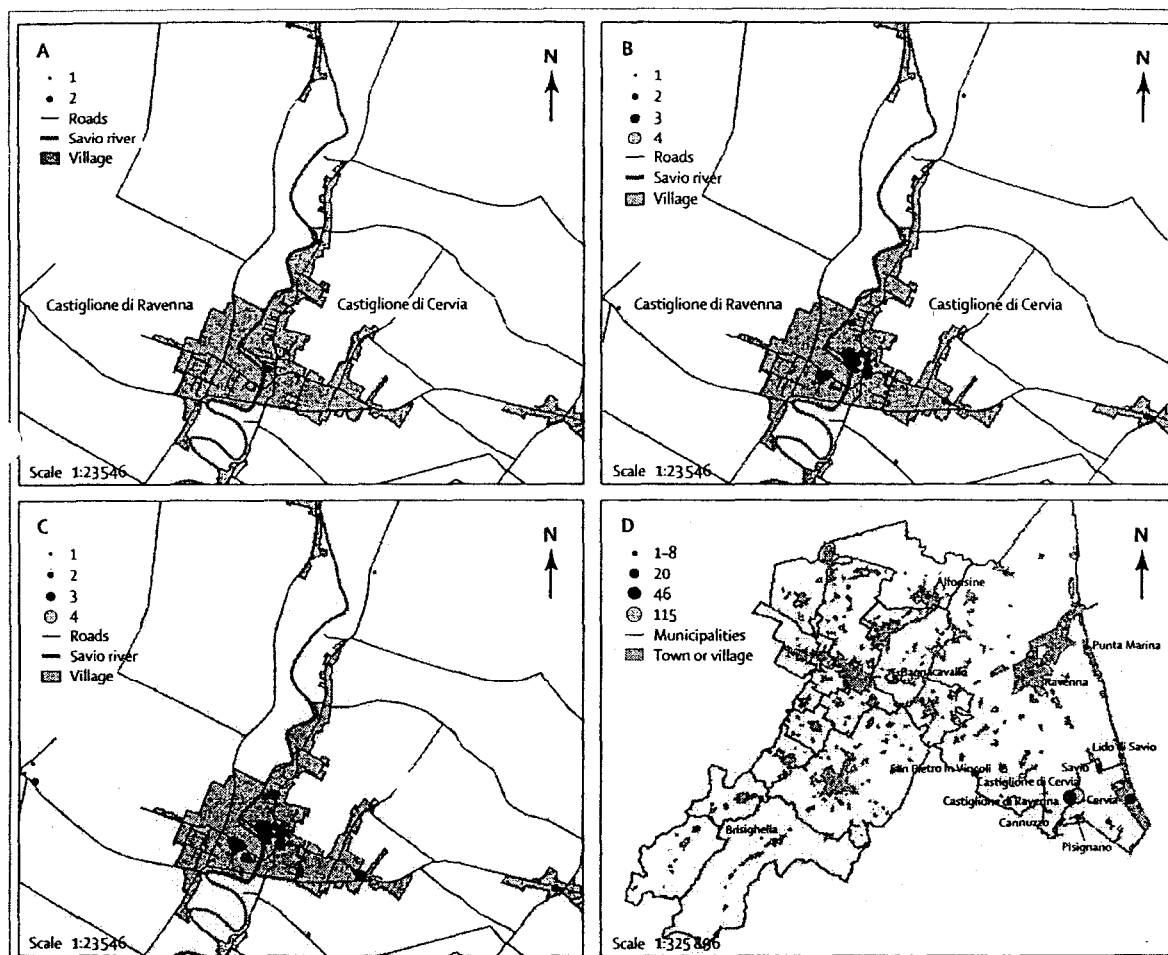 A
N
1
2
Roads
Savio river
Village
Castiglione di Ravenna
Castiglione di Cervia
Scale 1:23546
B
N
1
2
3
4
Roads
Savio river
Village
Castiglione di Ravenna
Castiglione di Cervia
Scale 1:23546
C
N
1
2
3
4
Roads
Savio river
Village
Scale 1:23546
D
N
1–8
20
46
115
Municipalities
Town or village
Alfonsine
Punta Marina
Bagnacavallo
Ravenna
Lido di Savio
San Pietro in Vincoli
Savio
Castiglione di Cervia
Castiglione di Ravenna
Cervia
Cannuzzo
Brisighella
Pisignano
Scale 1:325 896